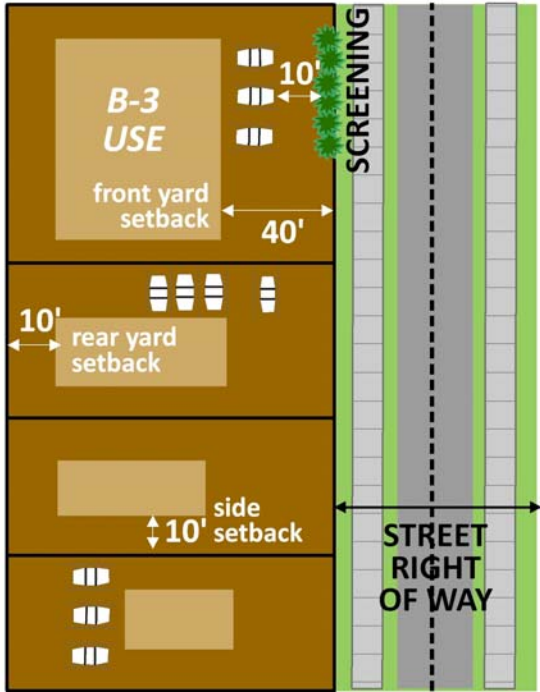 B-3
USE
10'
SCREENING
front yard
setback
40'
10'
rear yard
setback
side
setback
10'
STREET
RIGHT
OF WAY